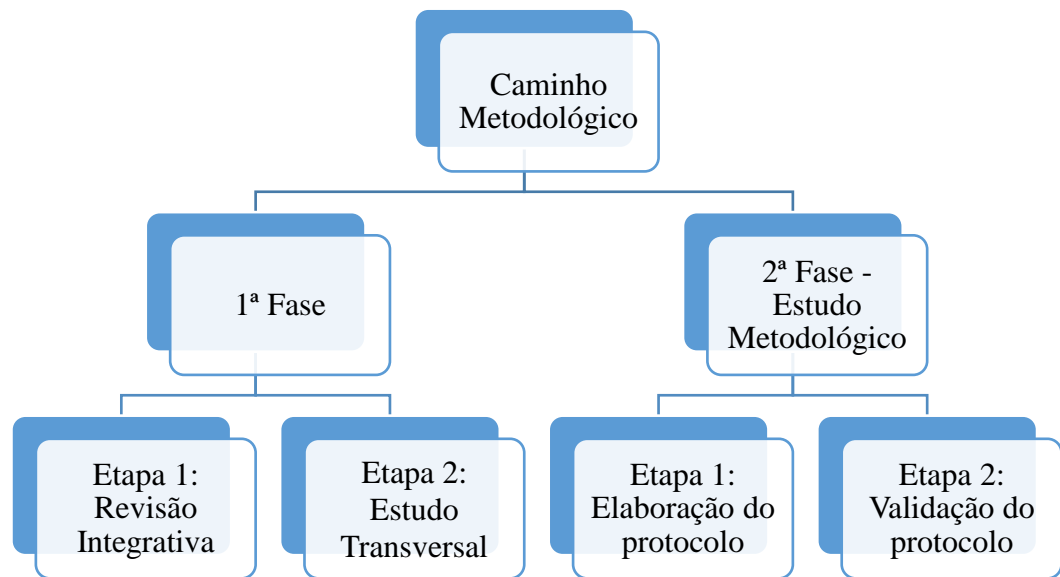 Caminho
Metodológico
1ª Fase
2ª Fase -
Estudo
Metodológico
Etapa 1:
Revisão
Integrativa
Etapa 2:
Estudo
Transversal
Etapa 1:
Elaboração do
protocolo
Etapa 2:
Validação do
protocolo